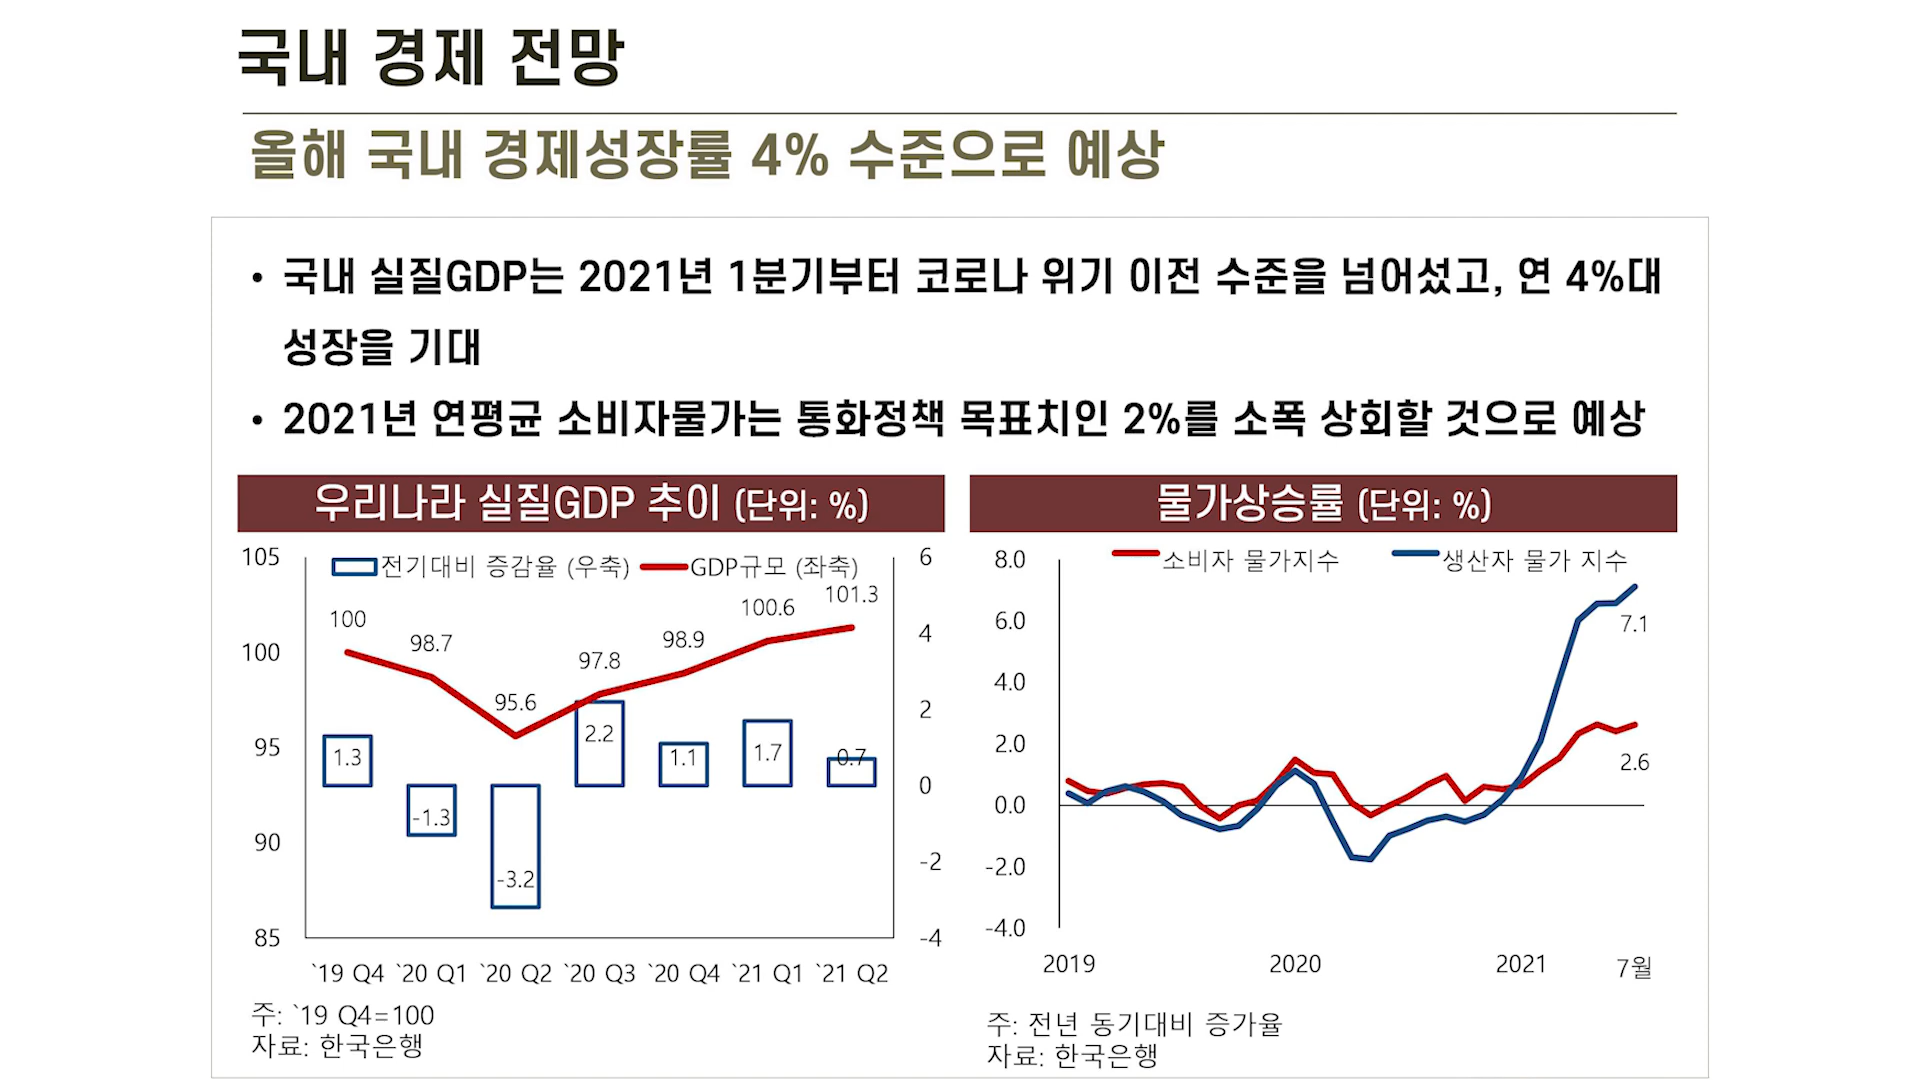 국내 경제 전망
올해 국내 경제성장률 4% 수준으로 예상
• 국내 실질GDP는 2021년 1분기부터 코로나 위기 이전 수준을 넘어섰고, 연 4%대
성장을 기대
• 2021년 연평균 소비자물가는 통화정책 목표치인 2%를 소폭 상회할 것으로 예상
우리나라 실질GDP 추이 (단위: %)
전기대비 증감율 (우축) GDP규모 (좌축)
105
100
95
90
85
6
4
2
0
-2
-4
100
98.7
95.6
97.8
98.9
100.6
101.3
1.3
-1.3
-3.2
2.2
1.1
1.7
0.7
`19 Q4 `20 Q1 `20 Q2 `20 Q3 `20 Q4 `21 Q1 `21 Q2
주: `19 Q4=100
자료: 한국은행
물가상승률 (단위: %)
소비자 물가지수 생산자 물가 지수
8.0
6.0
4.0
2.0
0.0
-2.0
-4.0
7.1
2.6
2019 2020 2021 7월
주: 전년 동기대비 증가율
자료: 한국은행